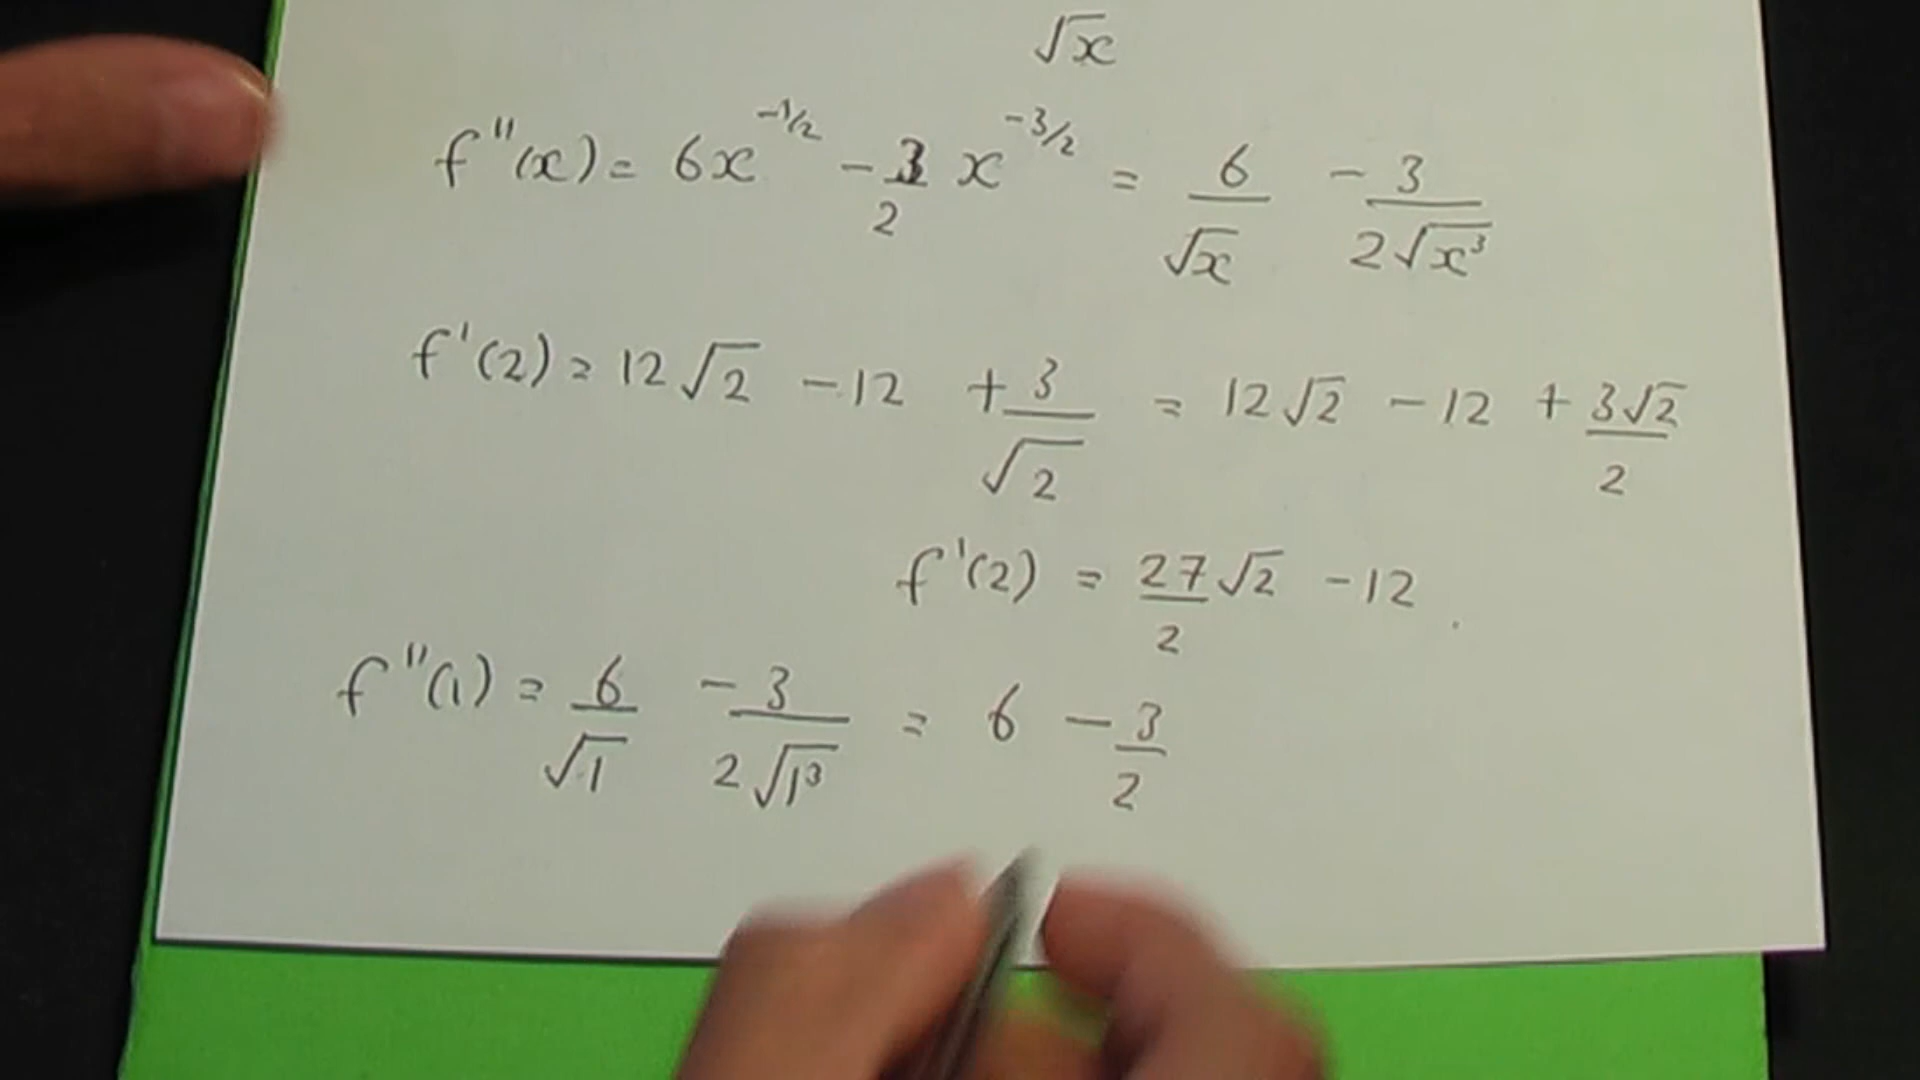 √x
f''(x) = 6x^(-1/2) - 3/2 x^(-3/2) = 6/√x - 3/(2√x³)
f'(2) = 12√2 - 12 + 3/√2 = 12√2 - 12 + 3√2/2
f'(2) = 27/2 √2 - 12.
f''(1) = 6/√1 - 3/(2√1³) = 6 - 3/2